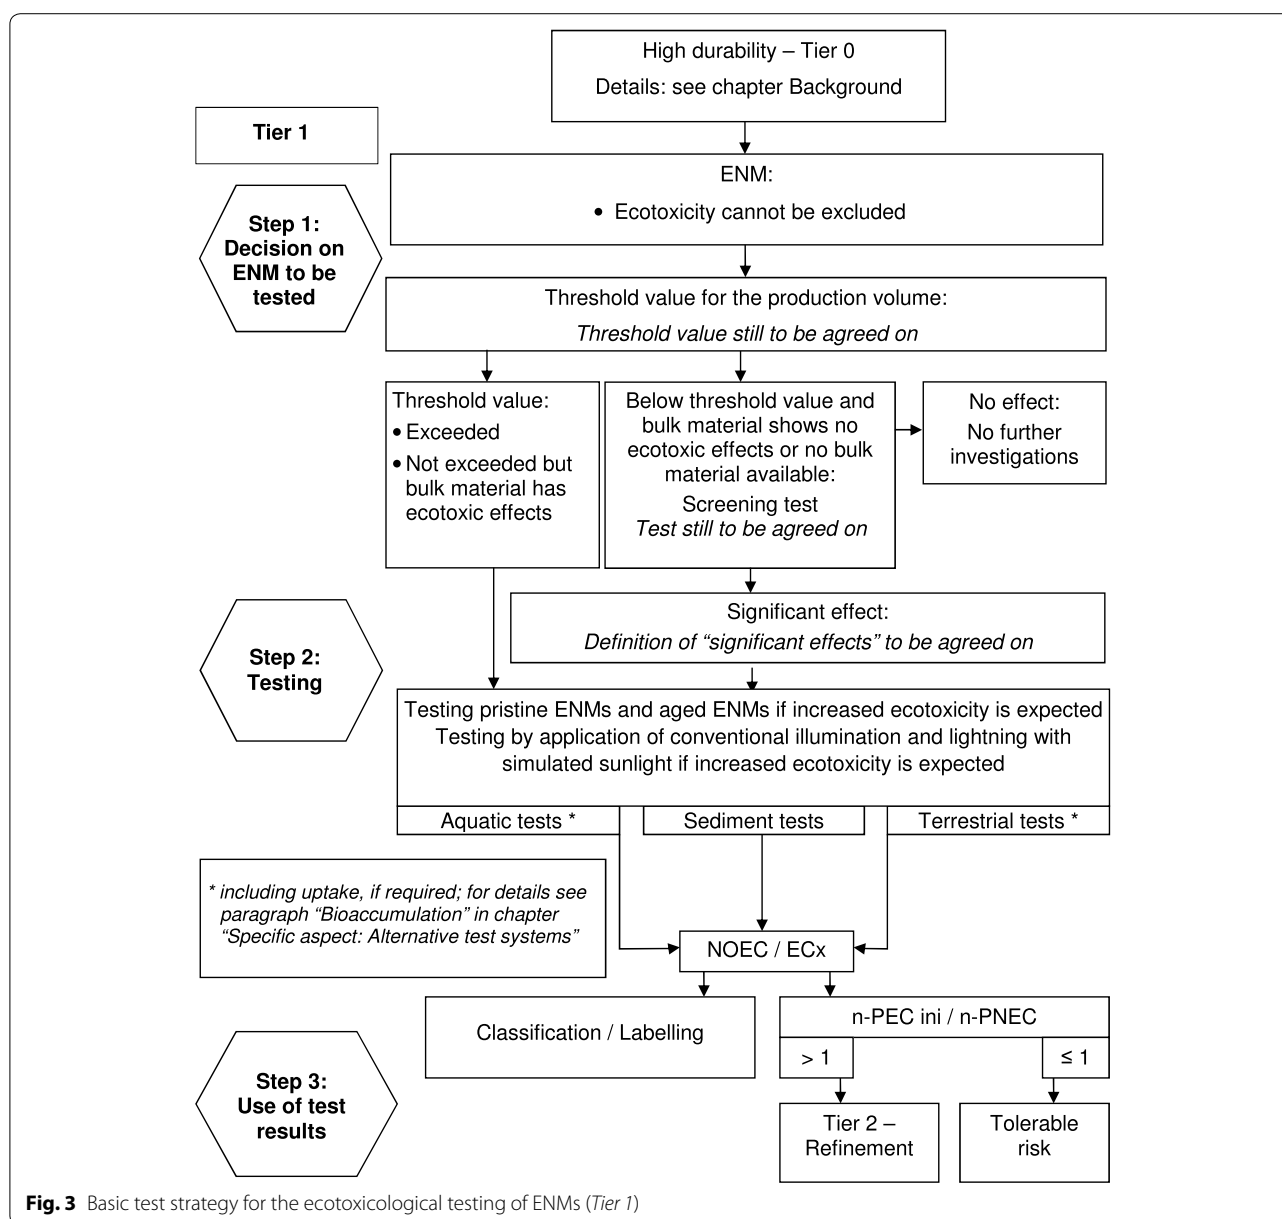 High durability – Tier 0
Details: see chapter Background
Tier 1
ENM:
• Ecotoxicity cannot be excluded
Step 1:
Decision on
ENM to be
tested
Threshold value for the production volume:
Threshold value still to be agreed on
Threshold value:
• Exceeded
• Not exceeded but
bulk material has
ecotoxic effects
Below threshold value and
bulk material shows no
ecotoxic effects or no bulk
material available:
Screening test
Test still to be agreed on
No effect:
No further
investigations
Significant effect:
Definition of “significant effects” to be agreed on
Step 2:
Testing
Testing pristine ENMs and aged ENMs if increased ecotoxicity is expected
Testing by application of conventional illumination and lightning with
simulated sunlight if increased ecotoxicity is expected
Aquatic tests *
Sediment tests
Terrestrial tests *
* including uptake, if required; for details see
paragraph “Bioaccumulation” in chapter
“Specific aspect: Alternative test systems”
NOEC / ECx
Classification / Labelling
n-PEC ini / n-PNEC
> 1
≤ 1
Step 3:
Use of test
results
Tier 2 –
Refinement
Tolerable
risk
Fig. 3 Basic test strategy for the ecotoxicological testing of ENMs (Tier 1)